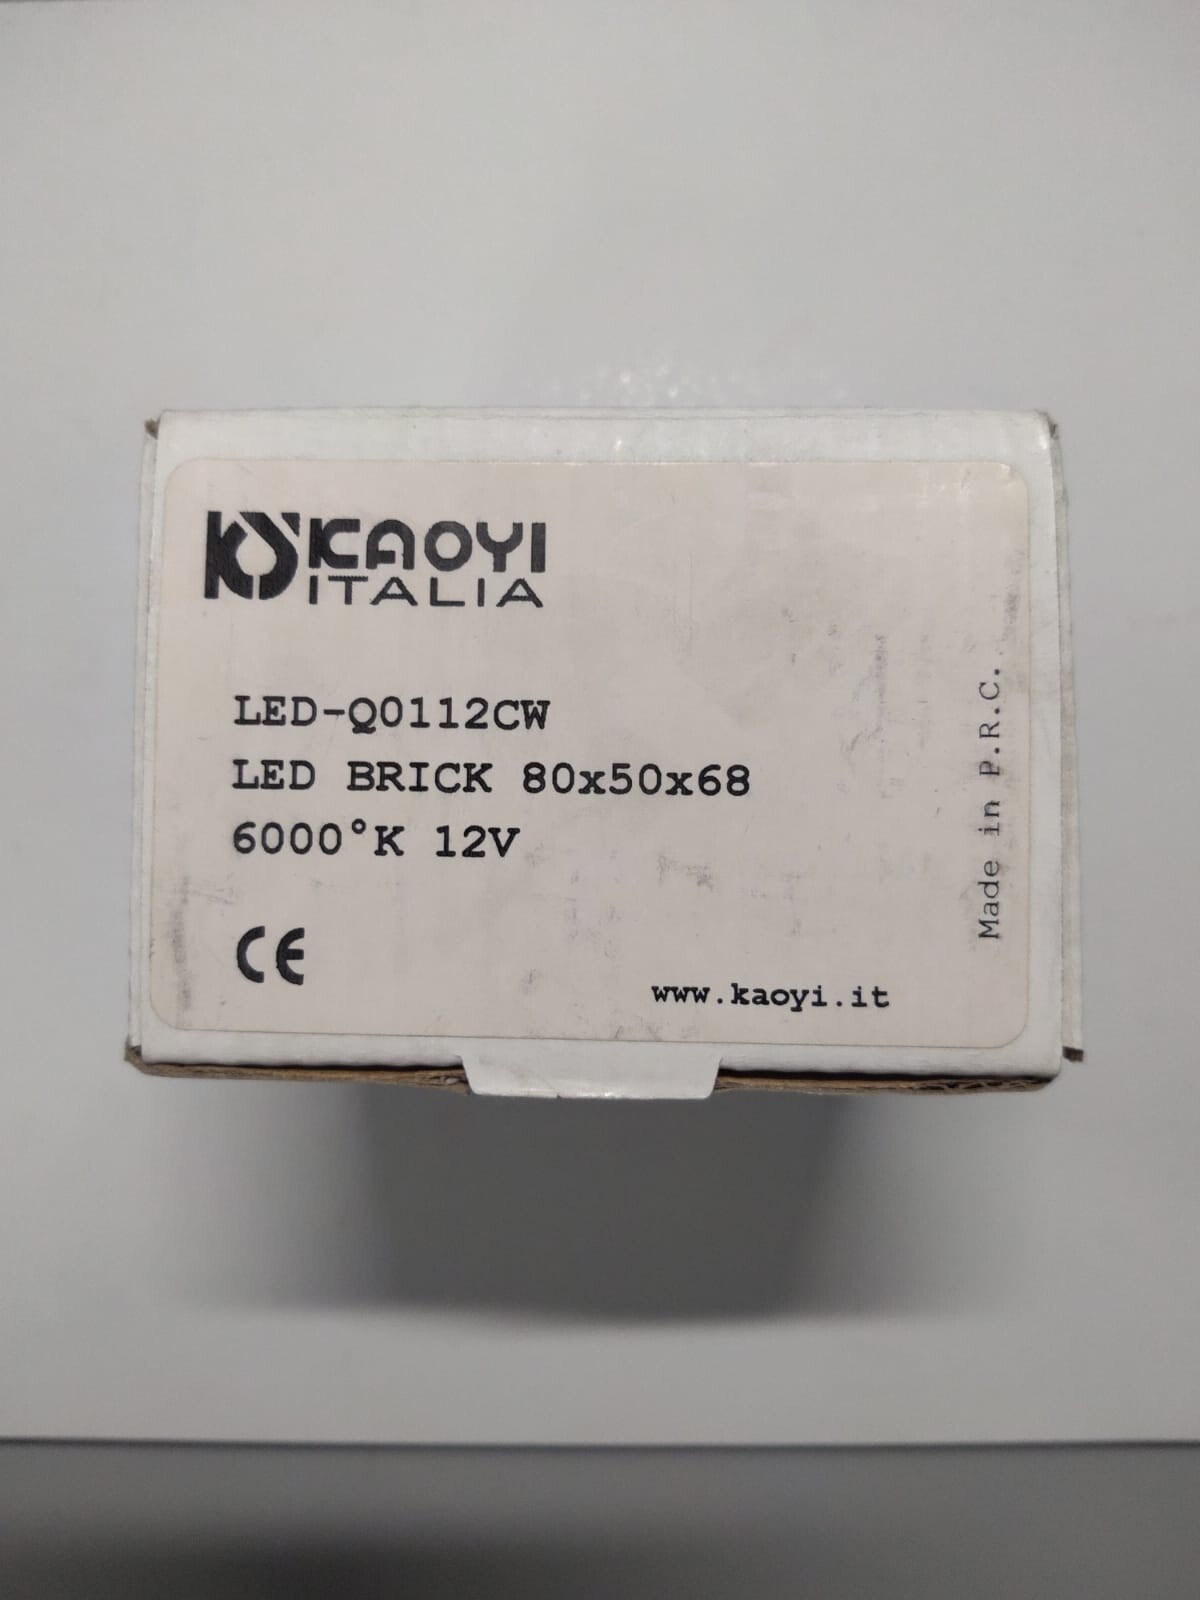 KAOYI
ITALIA
LED-Q0112CW
LED BRICK 80x50x68
6000°K 12V
CE
www.kaoyi.it
Made in P.R.C.